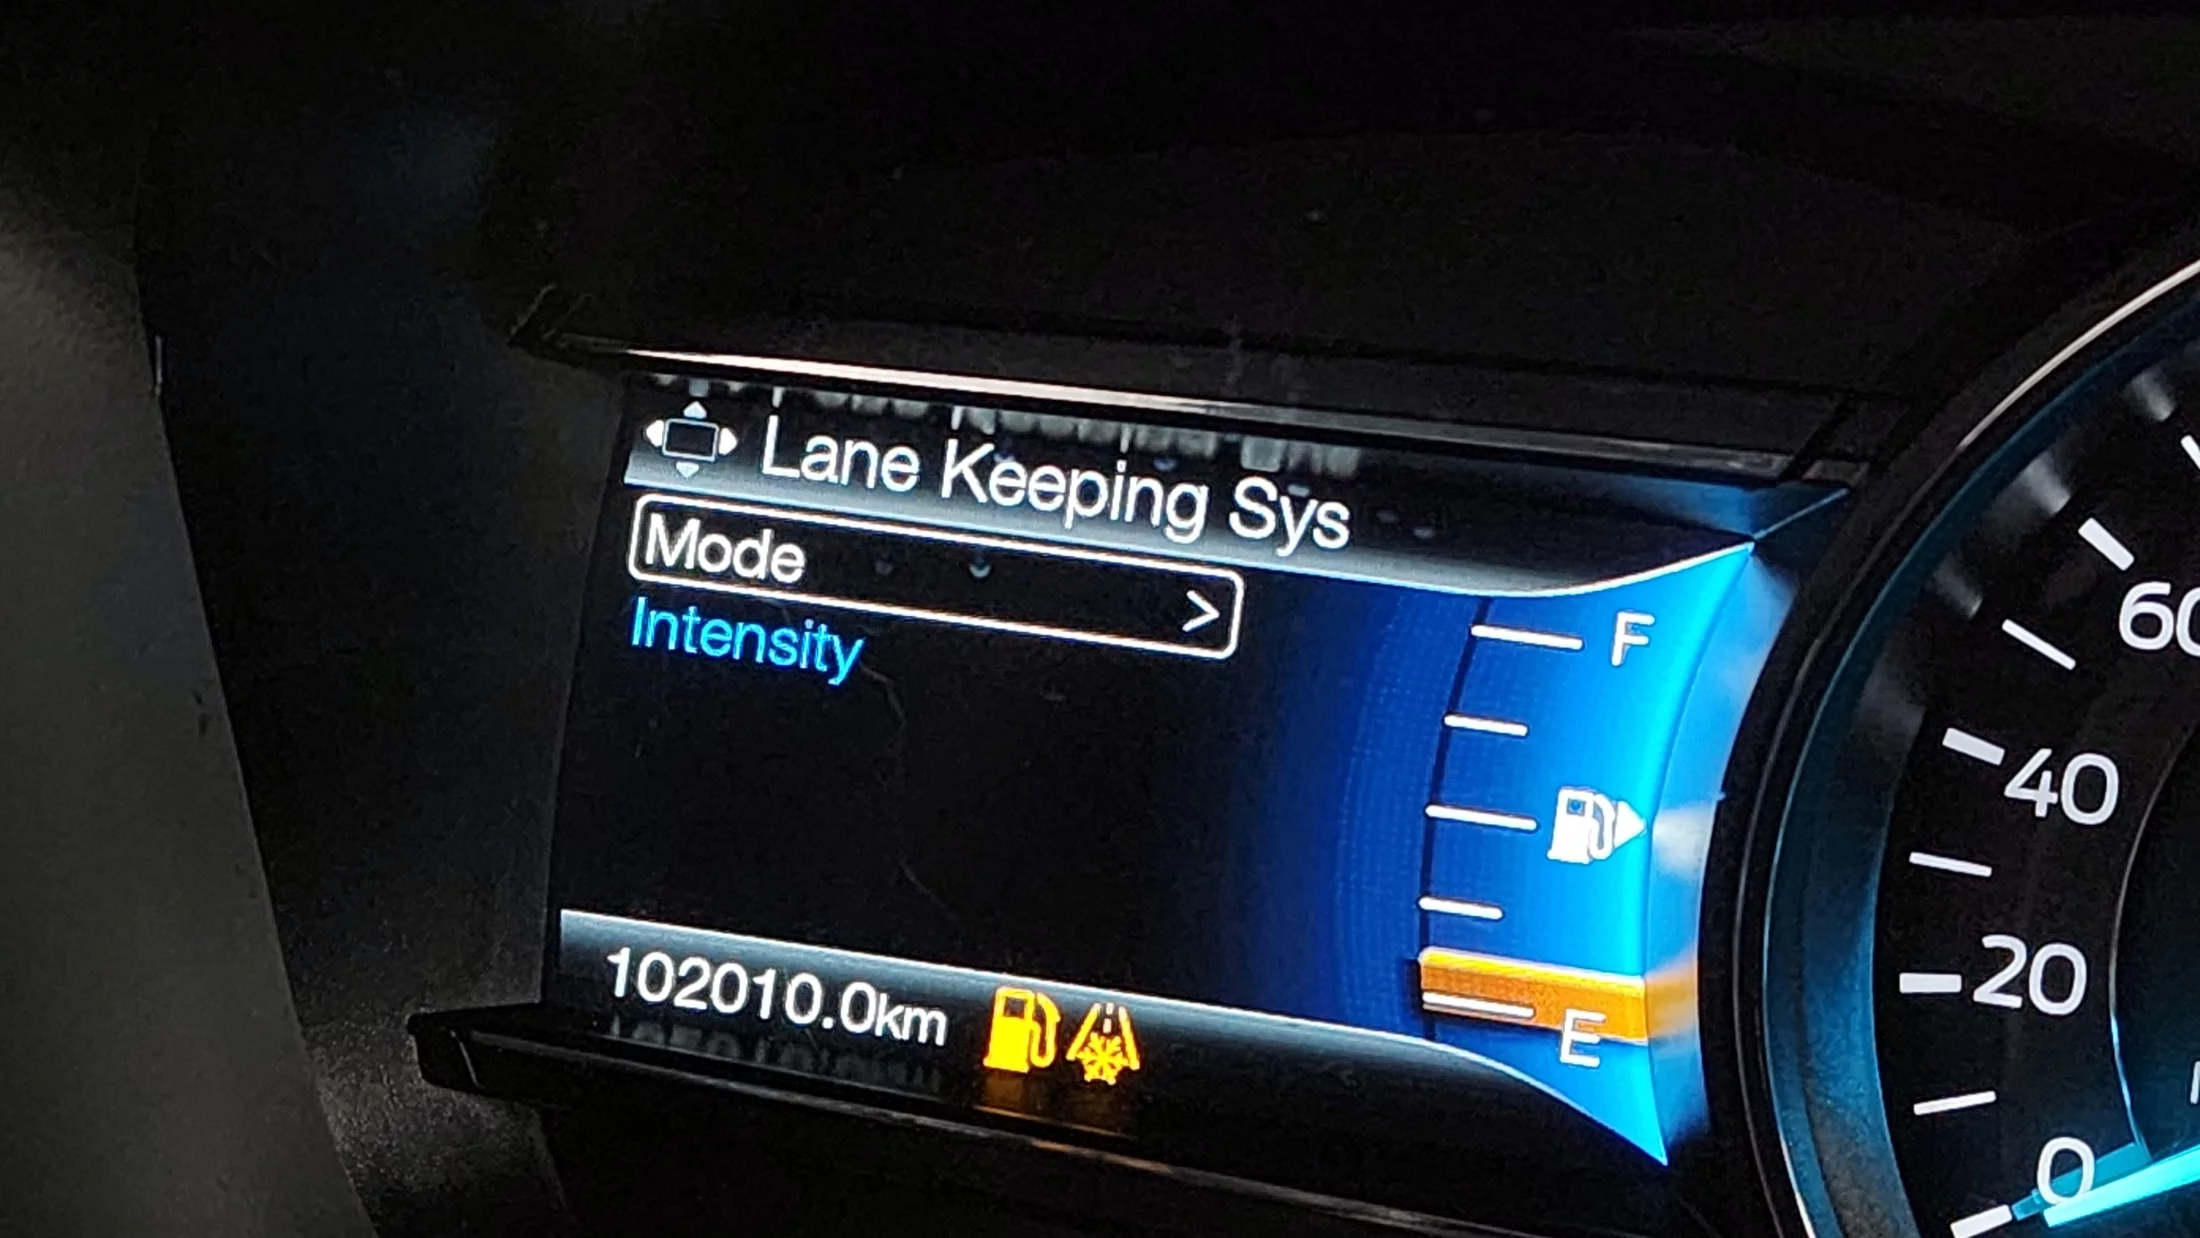 Lane Keeping Sys
Mode >
Intensity
F
E
102010.0km
60
40
20
0